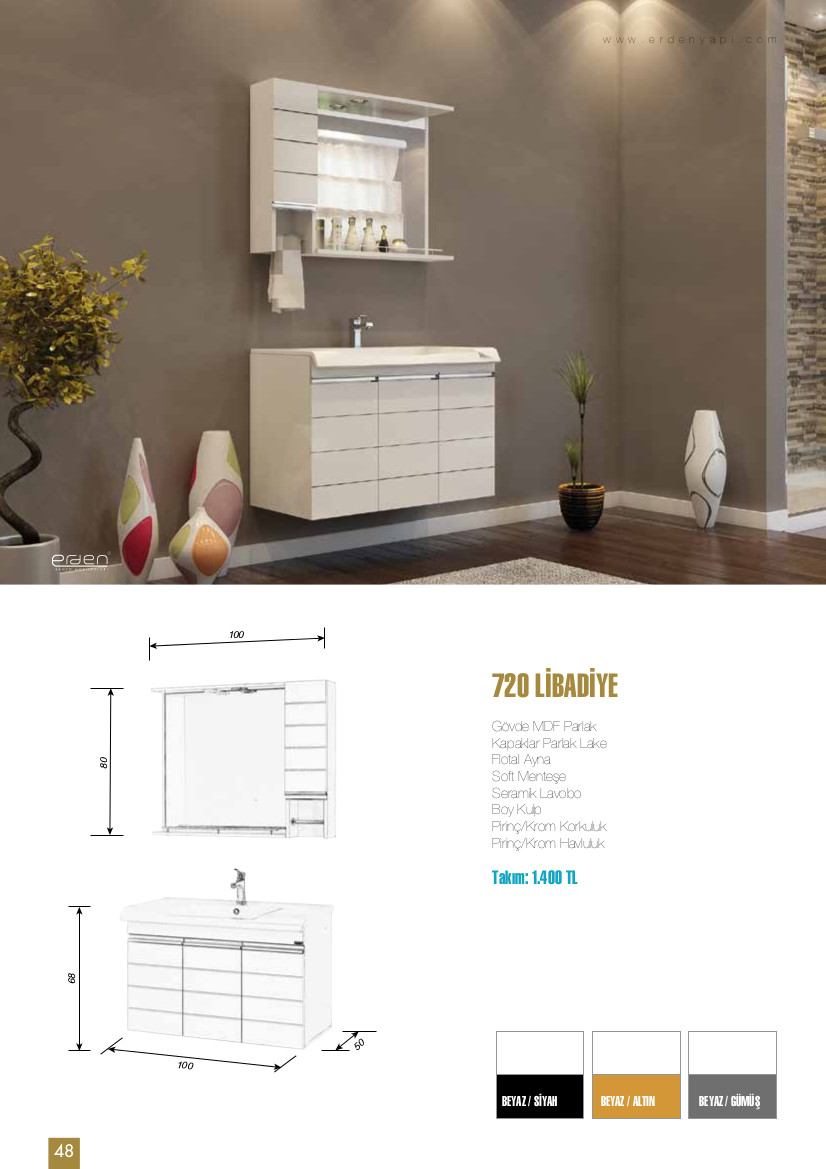 www.erdenyapi.com
erden
100
80
68
100
50
720 LİBADİYE
Gövde MDF Parlak
Kapaklar Parlak Lake
Flotal Ayna
Soft Menteşe
Seramik Lavobo
Boy Kulp
Pirinç/Krom Korkuluk
Pirinç/Krom Havluluk
Takım: 1.400 TL
BEYAZ / SİYAH
BEYAZ / ALTIN
BEYAZ / GÜMÜŞ
48